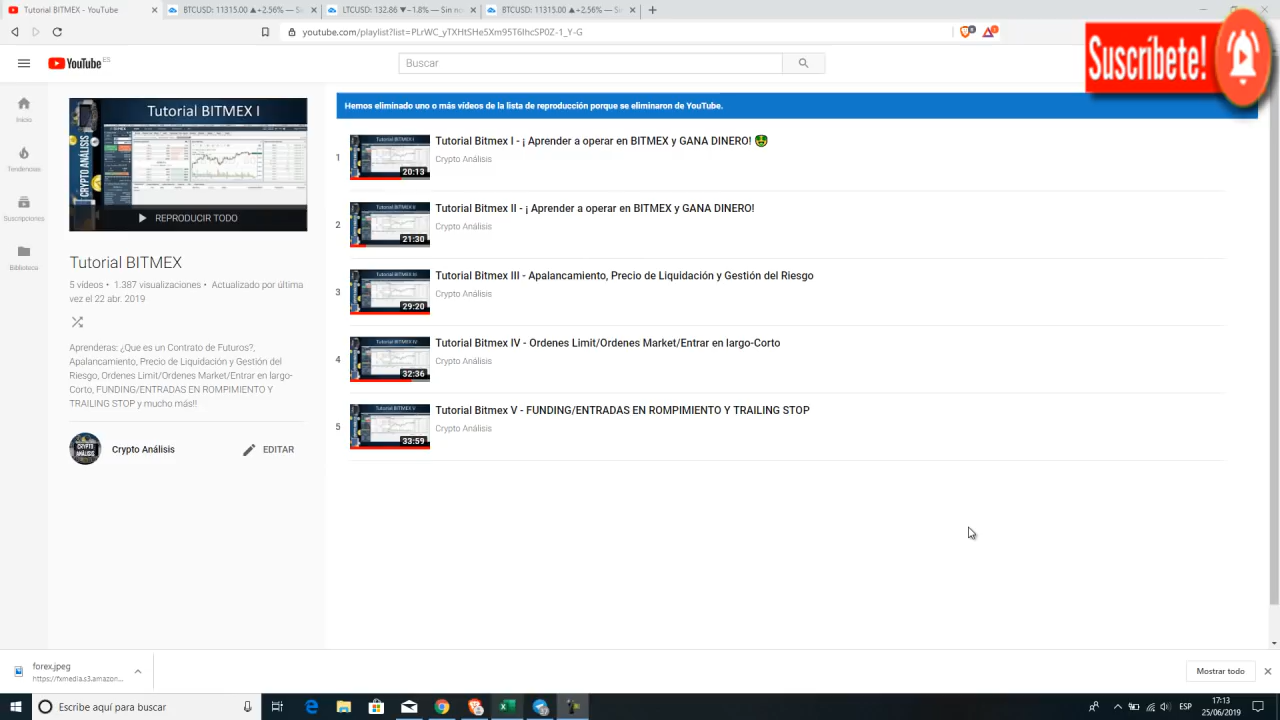 Tutorial BITMEX - YouTube
BTCUSD: 11315.00 ▲+2.56% — S
LTCUSD: 132.86 ▼−1.8% — Sin no
BTCUSD: 11315.00 ▲+2.56% — Sin
youtube.com/playlist?list=PLrWC_yTXHtSHe5Xm95T6IhcSP0Z-1_Y-G
Suscríbete!
YouTube ES
Buscar
Hemos eliminado uno o más vídeos de la lista de reproducción porque se eliminaron de YouTube.
Inicio
Tendencias
Suscripciones
Biblioteca
Tutorial BITMEX I
CRYPTO ANÁLISIS
REPRODUCIR TODO
Tutorial BITMEX
5 vídeos • 1.387 visualizaciones • Actualizado por última
vez el 22 abr. 2019
Aprenderas: ¿Que es un Contrato de Futuros?,
Apalancamiento, Precio de Liquidación y Gestión del
Riesgo, Ordenes Limit/Ordenes Market/Entrar en largo-
Corto, FUNDING/ENTRADAS EN ROMPIMIENTO Y
TRAILING STOP y mucho más!!
CRYPTO ANÁLISIS
Crypto Análisis
EDITAR
1
20:13
Tutorial Bitmex I - ¡ Aprender a operar en BITMEX y GANA DINERO!
Crypto Análisis
2
21:30
Tutorial Bitmex II - ¡ Aprender a operar en BITMEX y GANA DINERO!
Crypto Análisis
3
29:20
Tutorial Bitmex III - Apalancamiento, Precio de Liquidación y Gestión del Riesgo
Crypto Análisis
4
32:36
Tutorial Bitmex IV - Ordenes Limit/Ordenes Market/Entrar en largo-Corto
Crypto Análisis
5
33:59
Tutorial Bitmex V - FUNDING/ENTRADAS EN ROMPIMIENTO Y TRAILING STOP
Crypto Análisis
forex.jpeg
https://fxmedia.s3.amazon...
Mostrar todo
Escribe aquí para buscar
ESP
17:13
25/06/2019